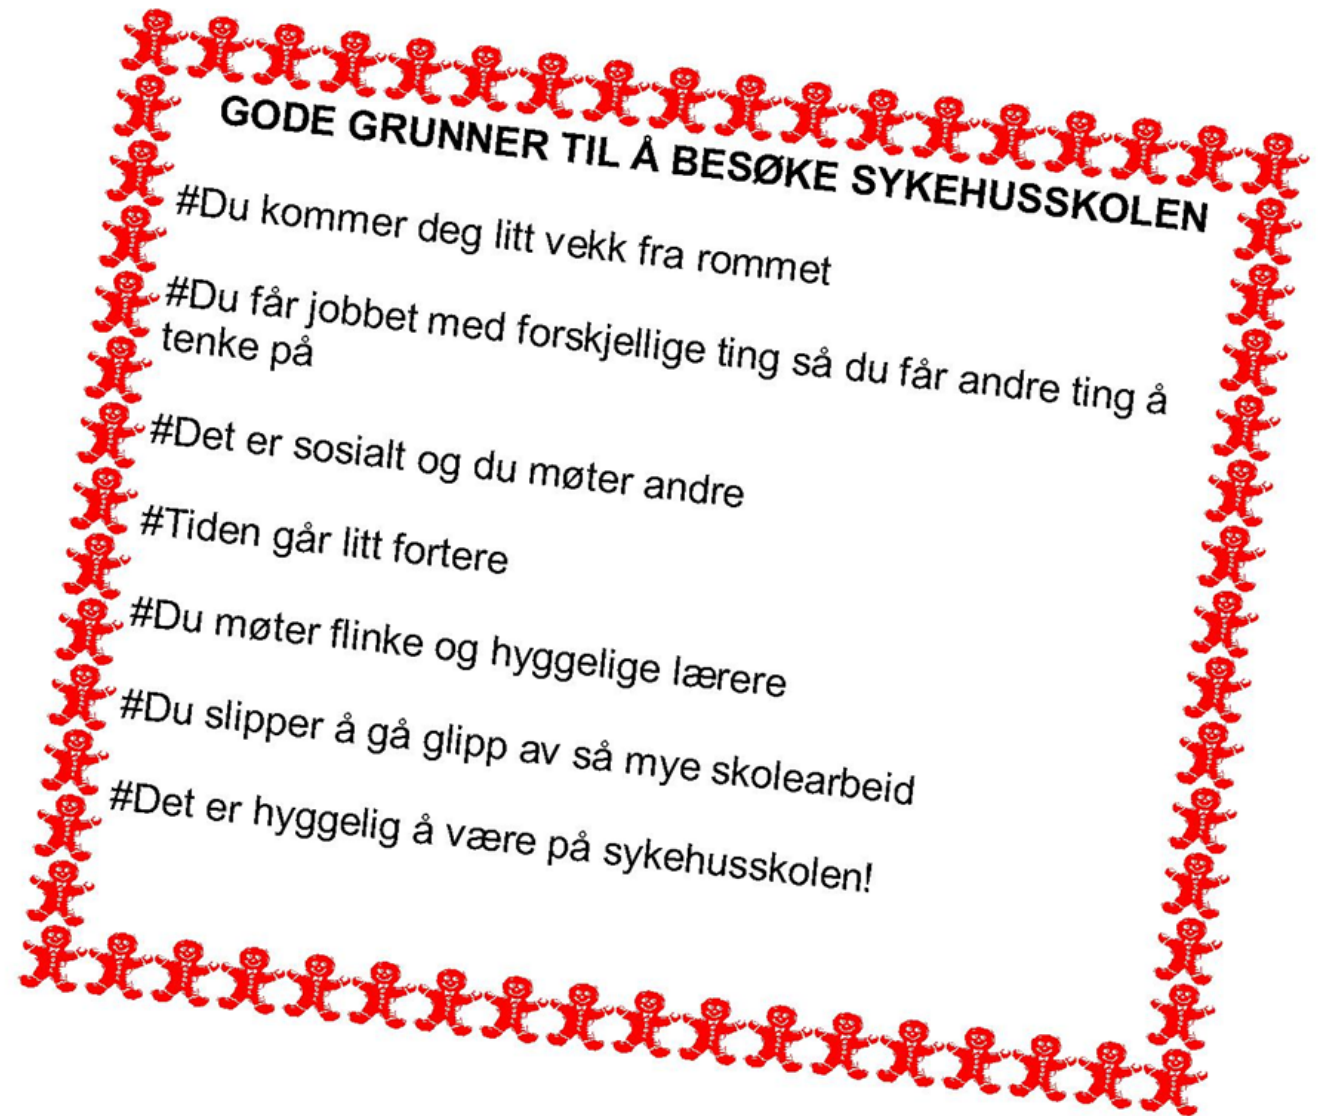 GODE GRUNNER TIL Å BESØKE SYKEHUSSKOLEN
#Du kommer deg litt vekk fra rommet
#Du får jobbet med forskjellige ting så du får andre ting å
tenke på
#Det er sosialt og du møter andre
#Tiden går litt fortere
#Du møter flinke og hyggelige lærere
#Du slipper å gå glipp av så mye skolearbeid
#Det er hyggelig å være på sykehusskolen!